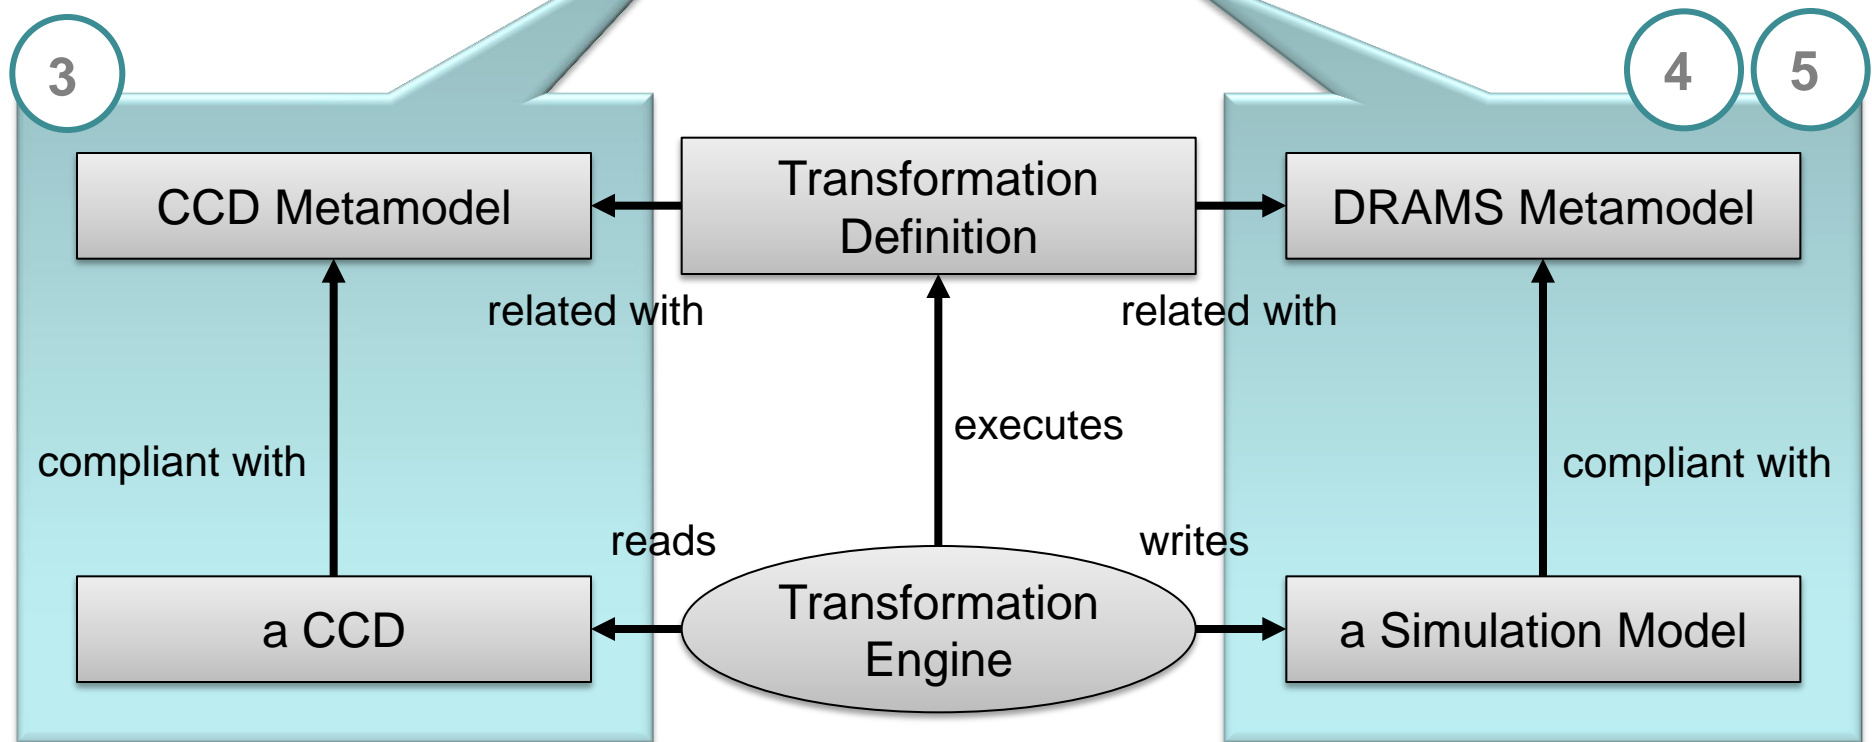 3
4
5
CCD Metamodel
Transformation
Definition
DRAMS Metamodel
related with
related with
executes
compliant with
compliant with
reads
writes
a CCD
Transformation
Engine
a Simulation Model